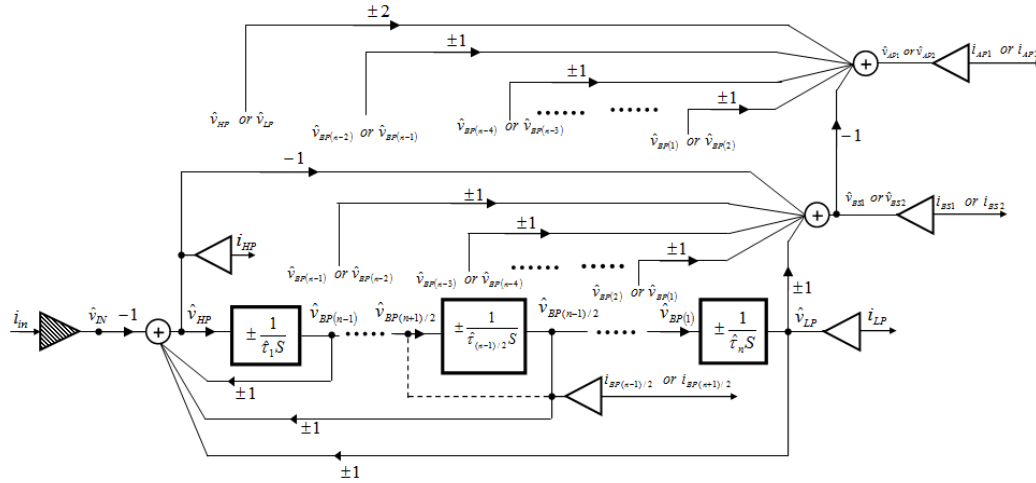 ±2
±1
±1
±1
v̂_HP or v̂_LP
v̂_BP(n-2) or v̂_BP(n-1)
v̂_BP(n-4) or v̂_BP(n-3)
v̂_BP(1) or v̂_BP(2)
v̂_AP1 or v̂_AP2
i_AP1 or i_AP2
−1
−1
±1
±1
±1
v̂_BP(n-1) or v̂_BP(n-2)
v̂_BP(n-3) or v̂_BP(n-4)
v̂_BP(2) or v̂_BP(1)
v̂_BS1 or v̂_BS2
i_BS1 or i_BS2
i_HP
±1
i_in
v̂_IN
−1
v̂_HP
± 1/τ̂_1 S
v̂_BP(n-1)
v̂_BP(n+1)/2
± 1/τ̂_(n-1)/2 S
v̂_BP(n-1)/2
v̂_BP(1)
± 1/τ̂_n S
v̂_LP
i_LP
±1
i_BP(n-1)/2 or i_BP(n+1)/2
±1
±1